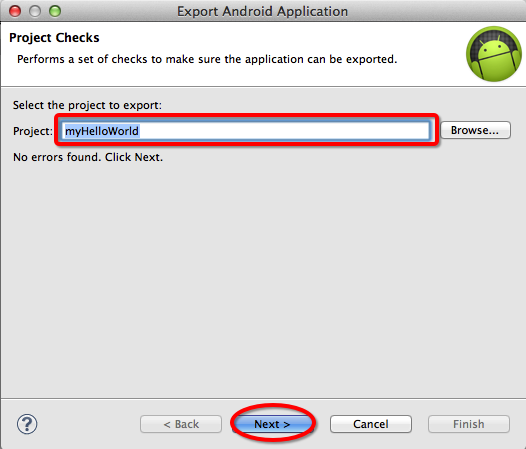 Export Android Application
Project Checks
Performs a set of checks to make sure the application can be exported.
Select the project to export:
Project: myHelloWorld Browse...
No errors found. Click Next.
? < Back Next > Cancel Finish